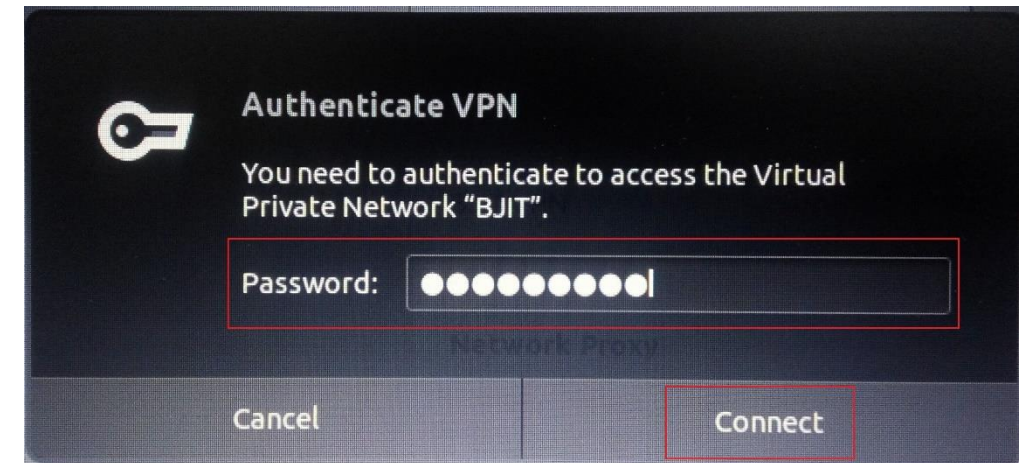 Authenticate VPN
You need to authenticate to access the Virtual
Private Network “BJIT”.
Password: ●●●●●●●●●
Network Proxy
Cancel
Connect